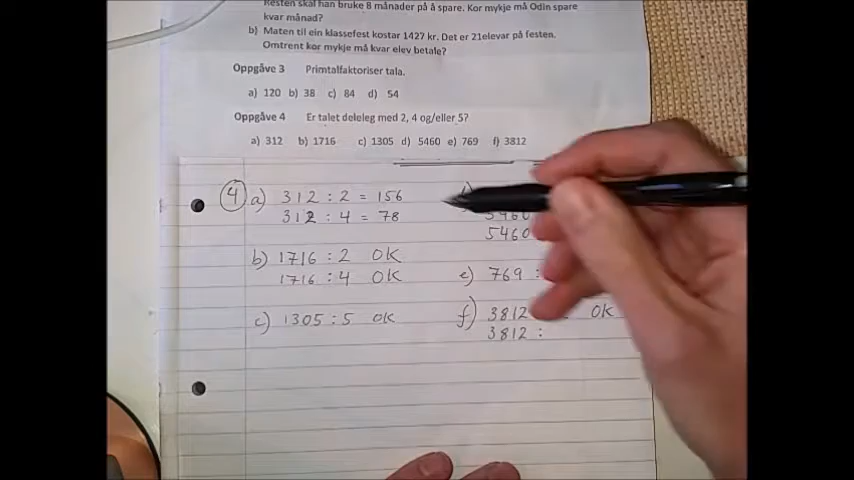 Resten skal han bruke 8 månader på å spare. Kor mykje må Odin spare
kvar månad?
b) Maten til ein klassefest kostar 1427 kr. Det er 21elevar på festen.
Omtrent kor mykje må kvar elev betale?
Oppgåve 3 Primtalfaktoriser tala.
a) 120 b) 38 c) 84 d) 54
Oppgåve 4 Er talet deleleg med 2, 4 og/eller 5?
a) 312 b) 1716 c) 1305 d) 5460 e) 769 f) 3812
4 a) 312 : 2 = 156
312 : 4 = 78
b) 1716 : 2 OK
1716 : 4 OK
c) 1305 : 5 OK
5460
5460
e) 769 :
f) 3812 OK
3812 :